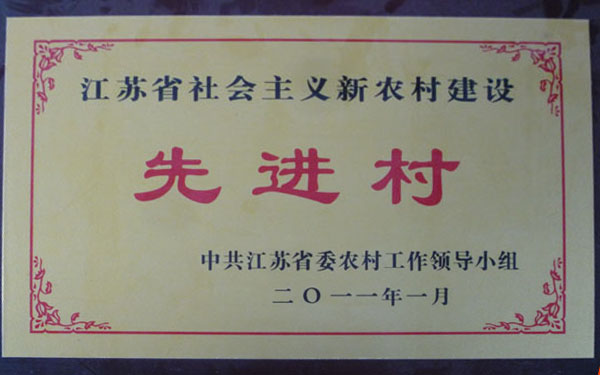 江苏省社会主义新农村建设
先进村
中共江苏省委农村工作领导小组
二〇一一年一月